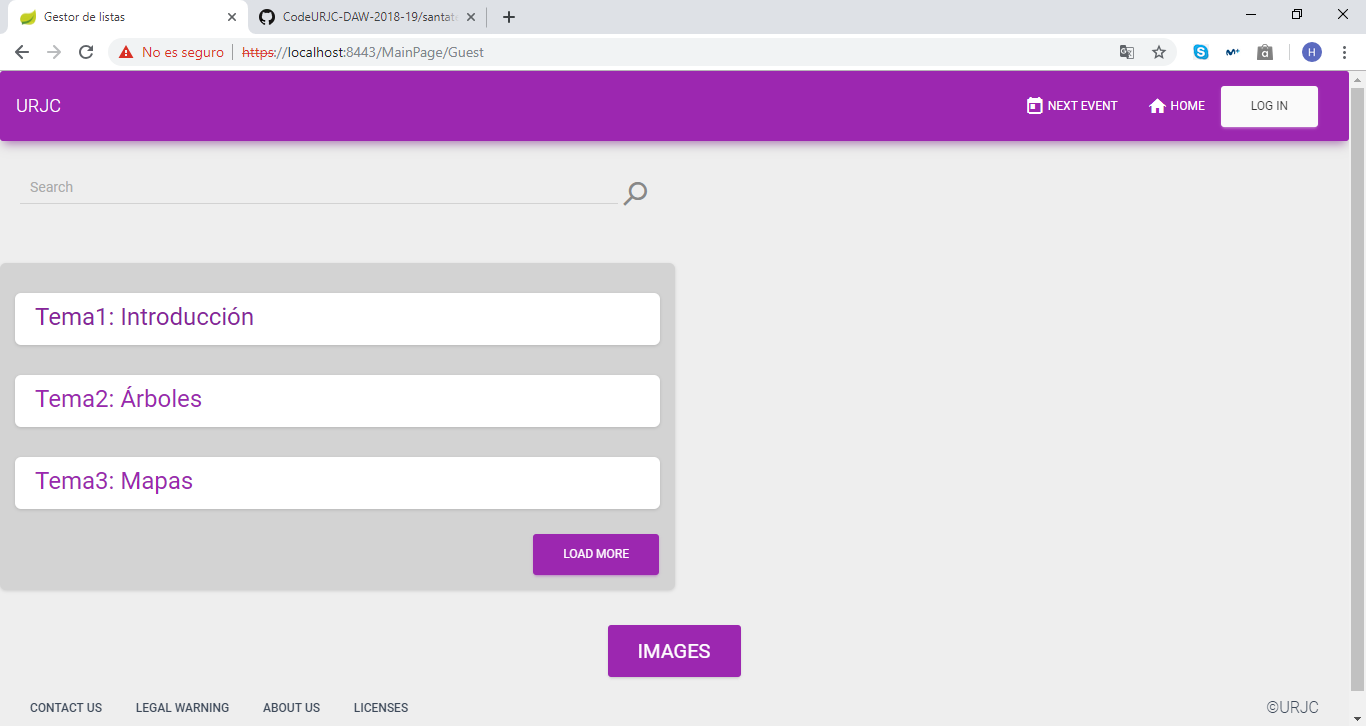 Gestor de listas
CodeURJC-DAW-2018-19/santat
No es seguro https://localhost:8443/MainPage/Guest
H
URJC
NEXT EVENT
HOME
LOG IN
Search
Tema1: Introducción
Tema2: Árboles
Tema3: Mapas
LOAD MORE
IMAGES
CONTACT US
LEGAL WARNING
ABOUT US
LICENSES
©URJC